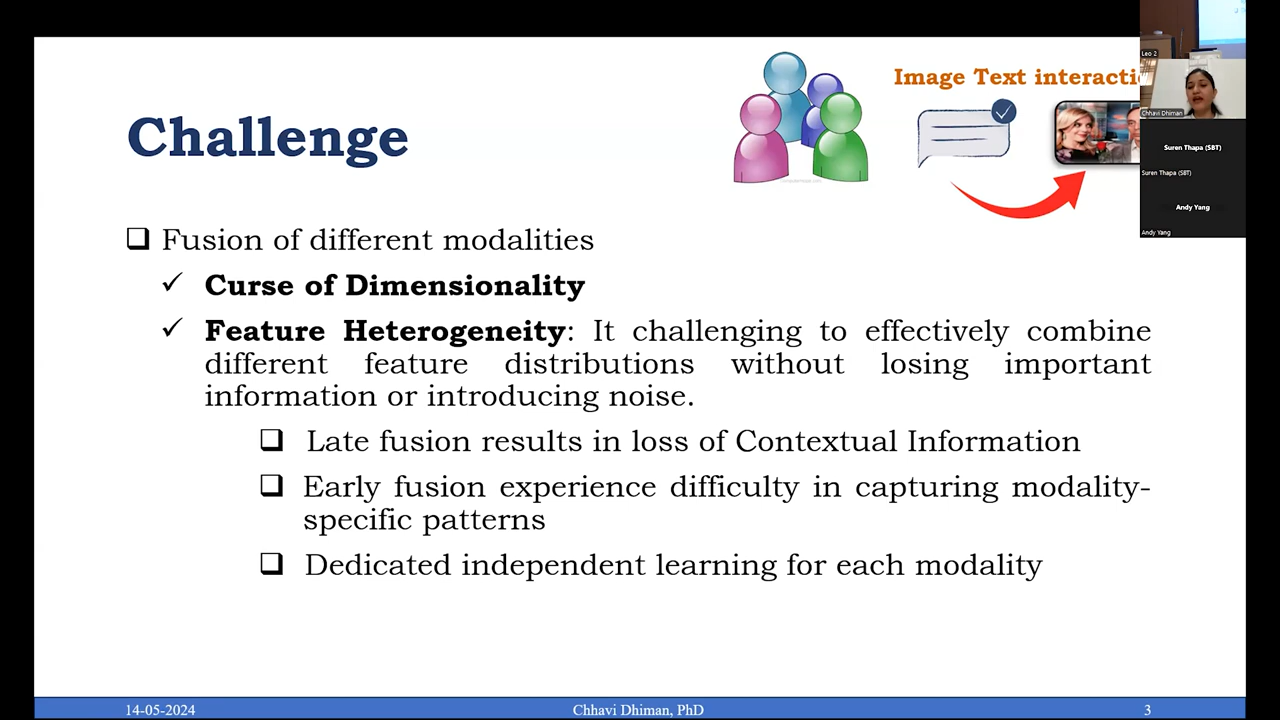 Challenge
Image Text interacti
Leo 2
Chhavi Dhiman
Suren Thapa (SBT)
Suren Thapa (SBT)
Andy Yang
Andy Yang
Fusion of different modalities
Curse of Dimensionality
Feature Heterogeneity: It challenging to effectively combine
different feature distributions without losing important
information or introducing noise.
Late fusion results in loss of Contextual Information
Early fusion experience difficulty in capturing modality-
specific patterns
Dedicated independent learning for each modality
14-05-2024
Chhavi Dhiman, PhD
3